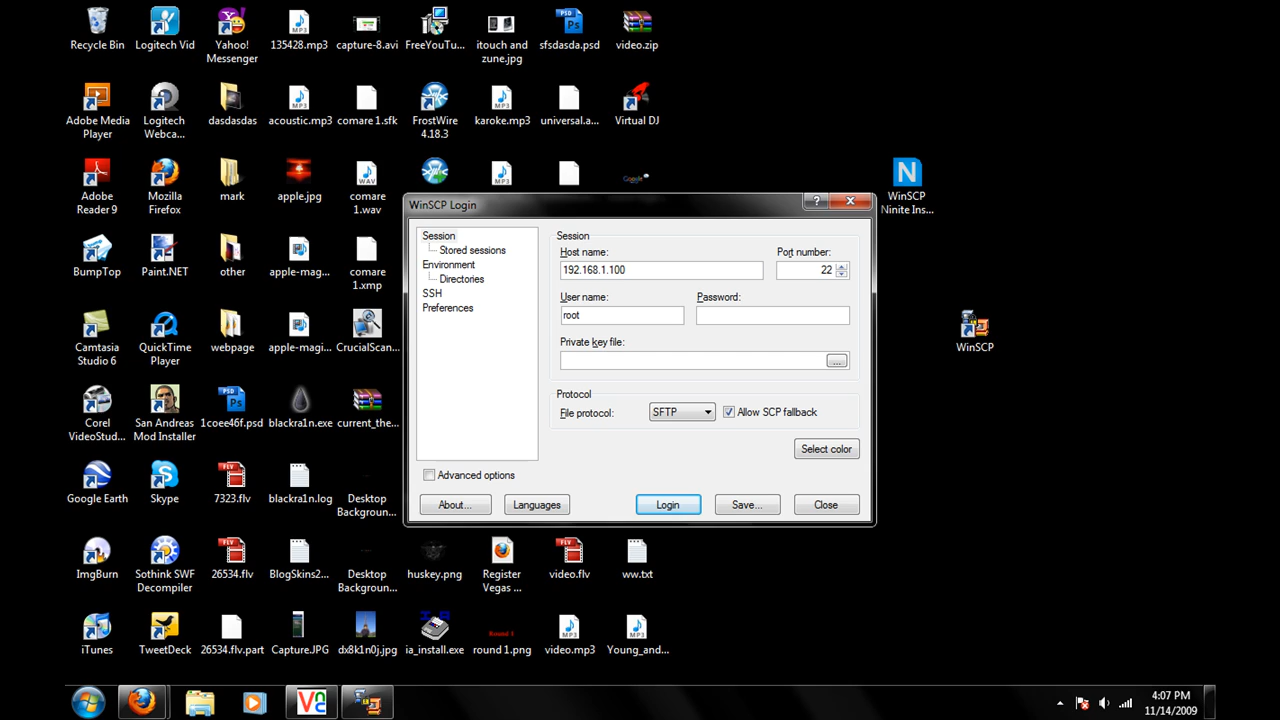 Recycle Bin
Logitech Vid
Yahoo! Messenger
135428.mp3
capture-8.avi
FreeYouTu...
itouch and zune.jpg
sfsdasda.psd
video.zip
Adobe Media Player
Logitech Webca...
dasdasdas
acoustic.mp3
comare 1.sfk
FrostWire 4.18.3
karoke.mp3
universal.a...
Virtual DJ
Adobe Reader 9
Mozilla Firefox
mark
apple.jpg
comare 1.wav
WinSCP Ninite Ins...
BumpTop
Paint.NET
other
apple-mag...
comare 1.xmp
Camtasia Studio 6
QuickTime Player
webpage
apple-magi...
CrucialScan...
WinSCP
Corel VideoStud...
San Andreas Mod Installer
1coee46f.psd
blackra1n.exe
current_the...
Google Earth
Skype
7323.flv
blackra1n.log
Desktop Backgroun...
ImgBurn
Sothink SWF Decompiler
26534.flv
BlogSkins2...
Desktop Backgroun...
huskey.png
Register Vegas ...
video.flv
ww.txt
iTunes
TweetDeck
26534.flv.part
Capture.JPG
dx8k1n0j.jpg
ia_install.exe
round 1.png
video.mp3
Young_and...
WinSCP Login
Session
Stored sessions
Environment
Directories
SSH
Preferences
Session
Host name:
Port number:
192.168.1.100
22
User name:
Password:
root
Private key file:
...
Protocol
File protocol:
SFTP
Allow SCP fallback
Select color
Advanced options
About...
Languages
Login
Save...
Close
4:07 PM
11/14/2009